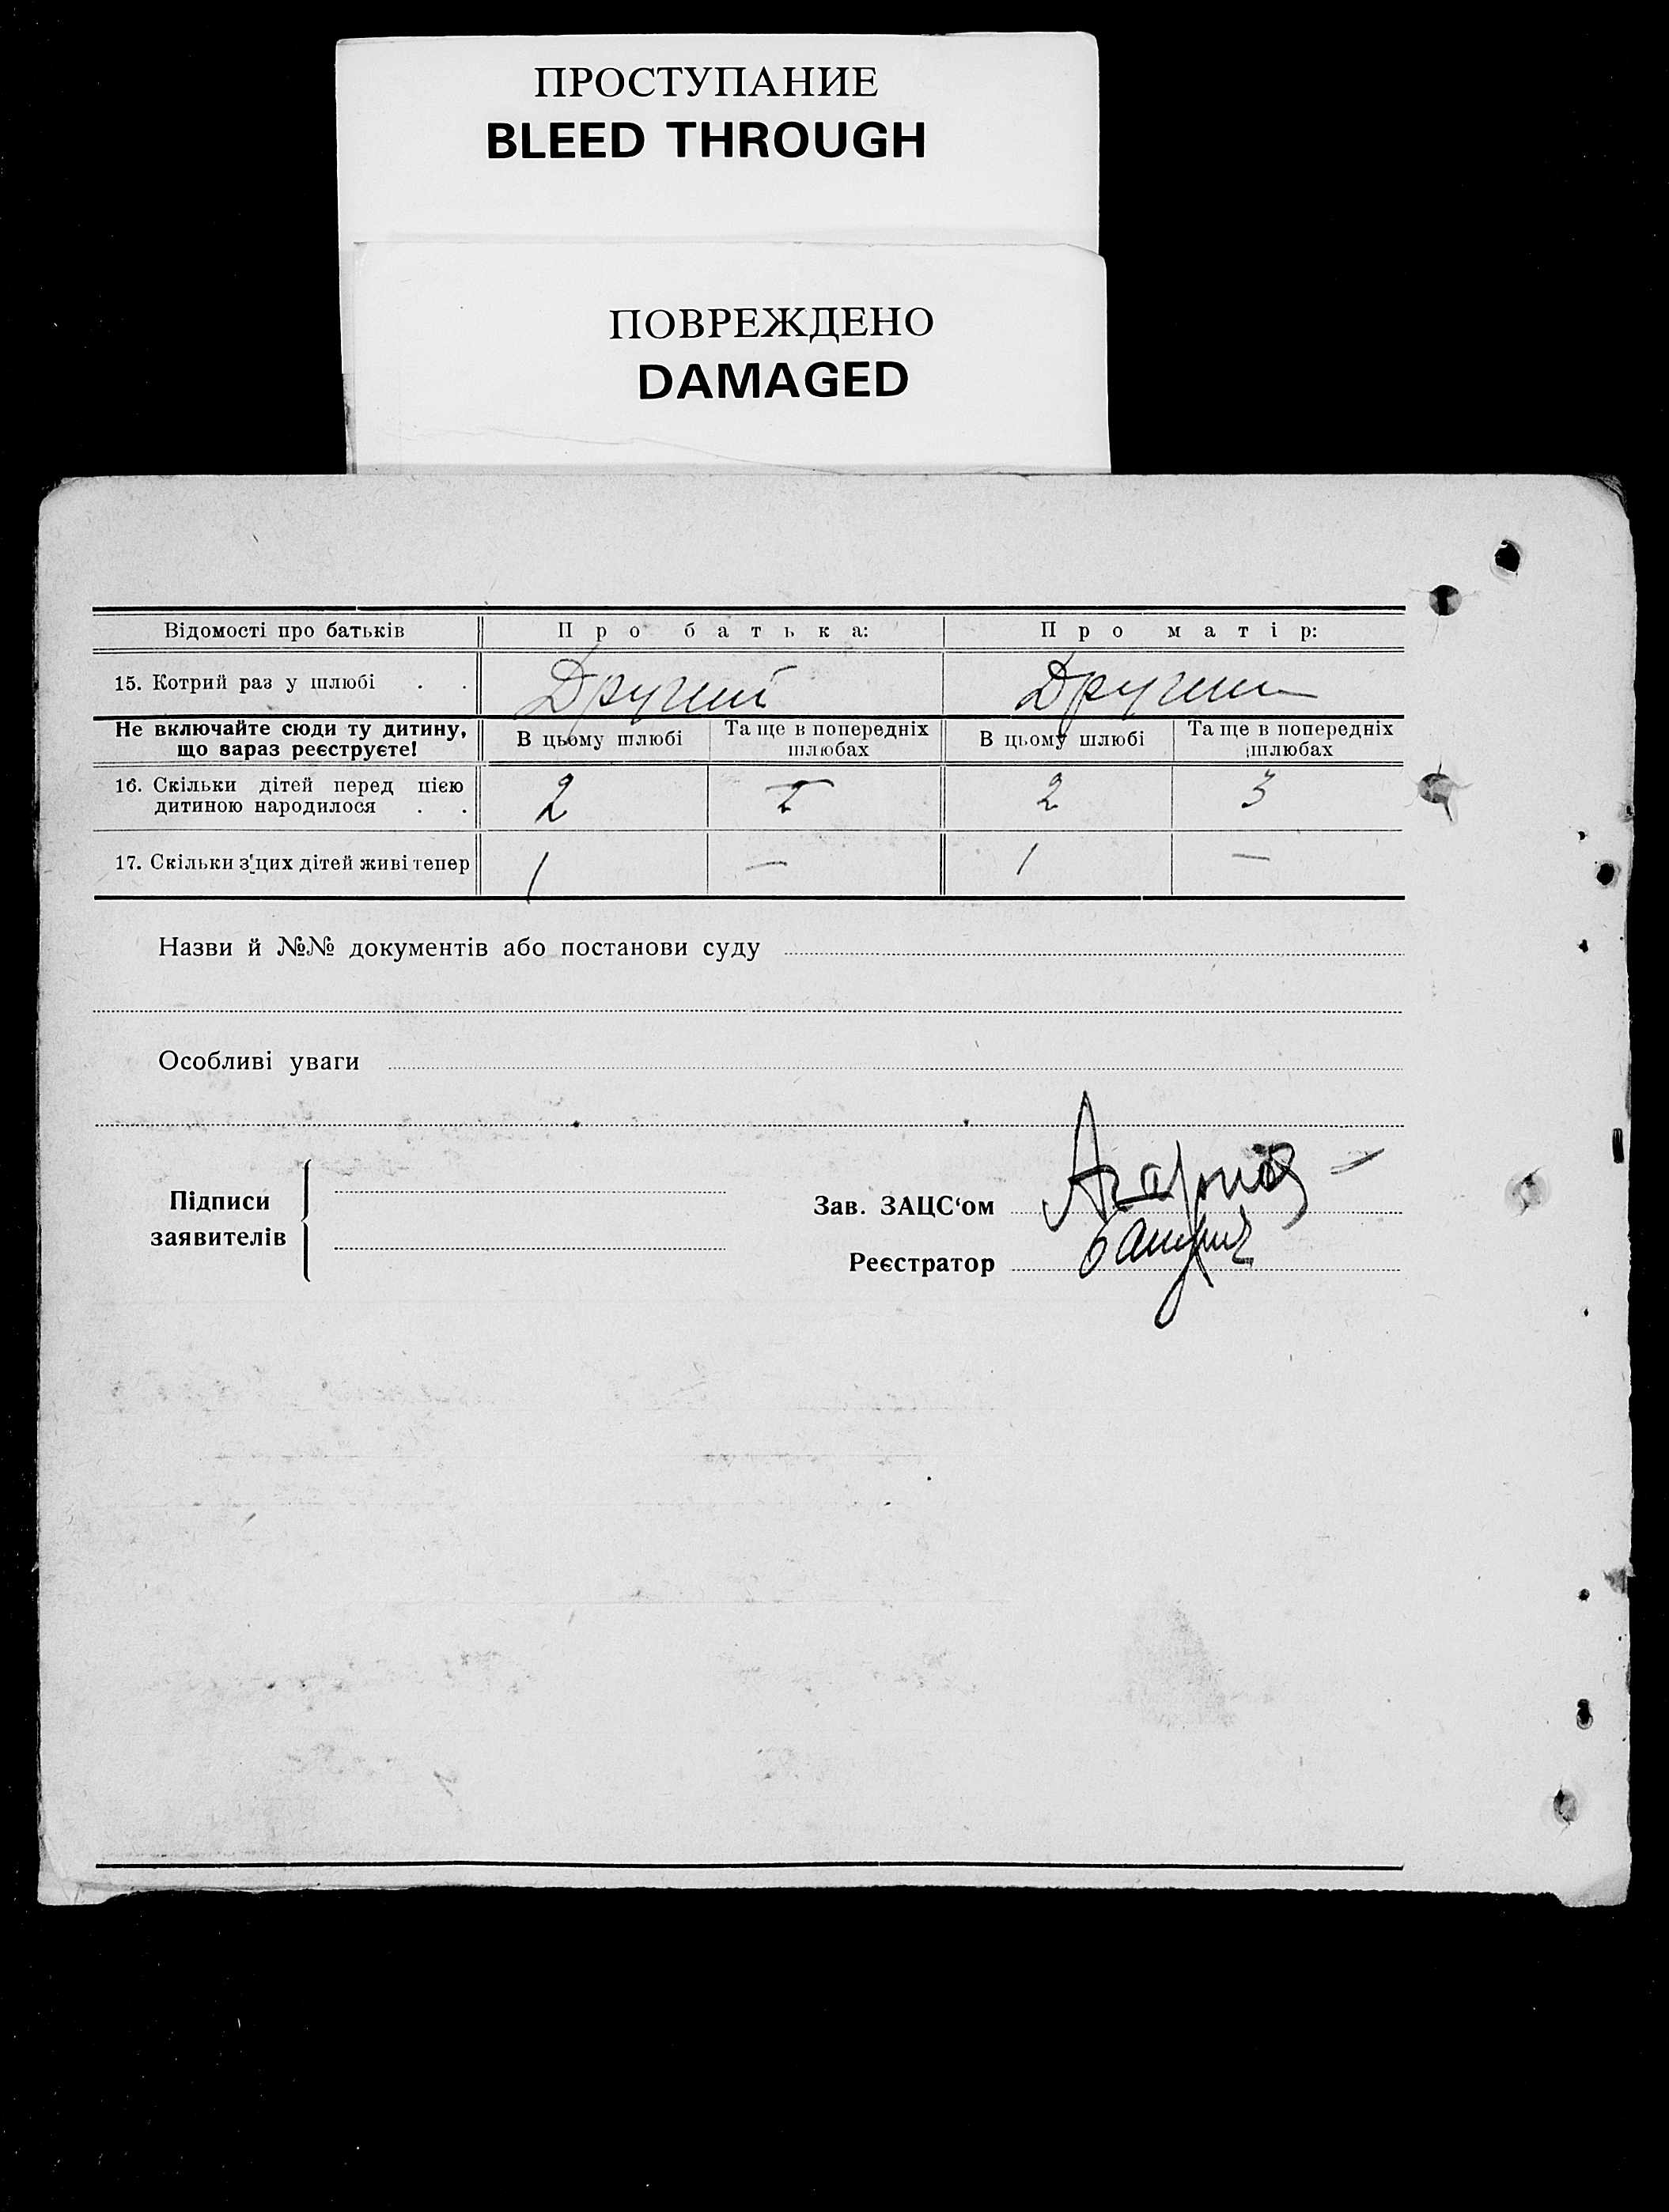 ПРОСТУПАНИЕ
BLEED THROUGH
ПОВРЕЖДЕНО
DAMAGED
Відомості про батьків Про батька: Про матір:
15. Котрий раз у шлюбі . . Другий Другий
Не включайте сюди ту дитину, що зараз реєструєте! В цьому шлюбі Та ще в попередніх шлюбах В цьому шлюбі Та ще в попередніх шлюбах
16. Скільки дітей перед цією дитиною народилося . . 2 2 3
17. Скільки з'цих дітей живі тепер 1 — 1 —
Назви й №№ документів або постанови суду
Особливі уваги
Підписи заявителів
Зав. ЗАЦС‘ом
Реєстратор